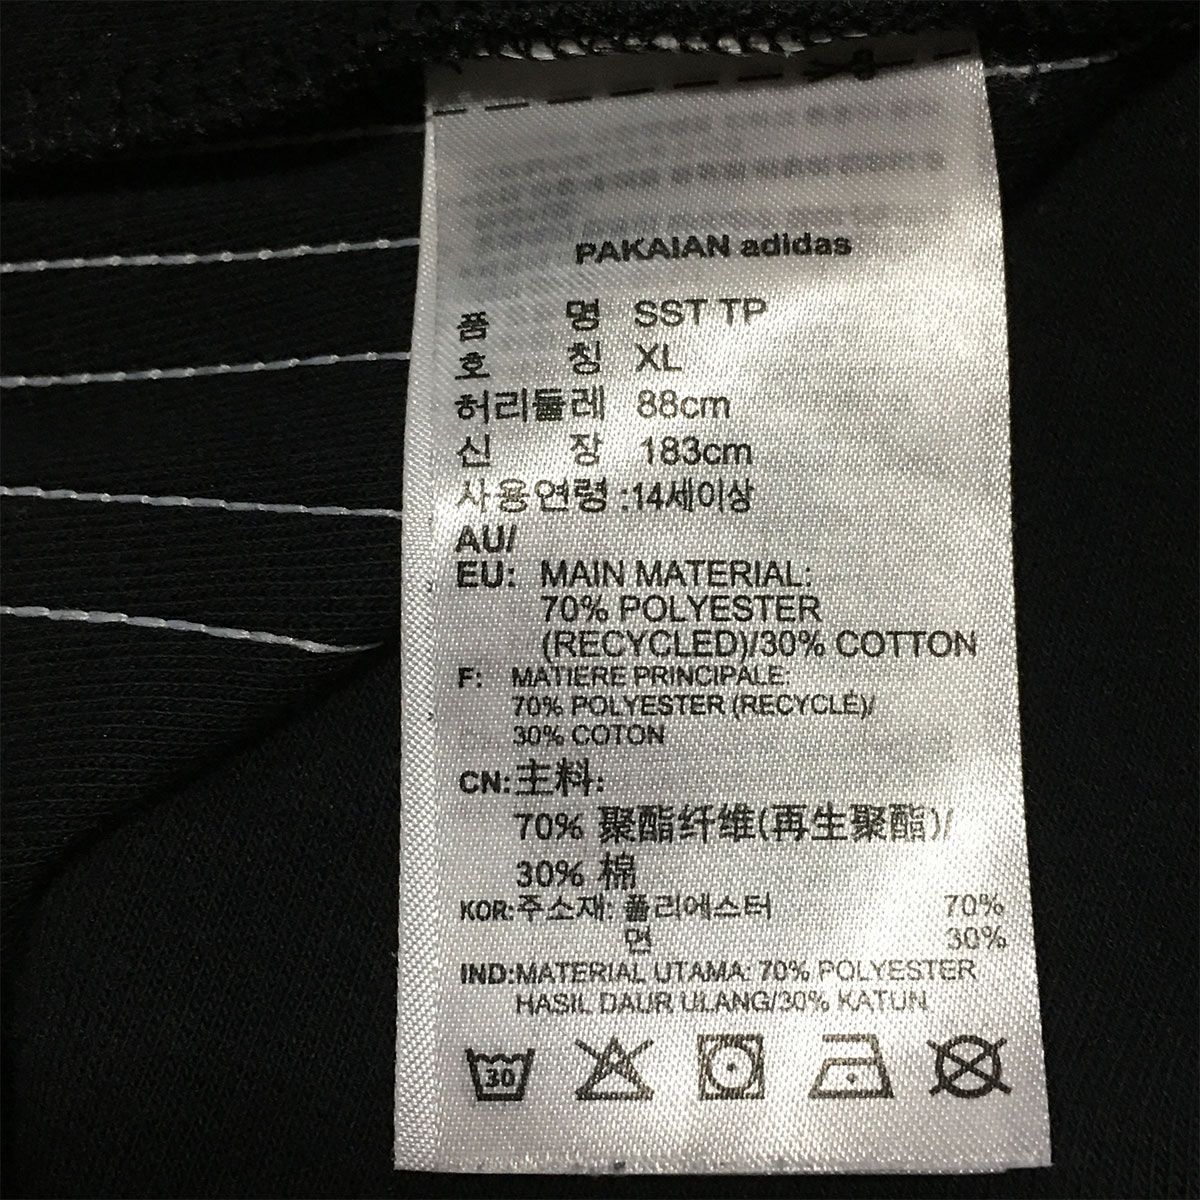 PAKAIAN adidas
품 명 SST TP
호 칭 XL
허리둘레 88cm
신 장 183cm
사용연령 :14세이상
AU/
EU: MAIN MATERIAL:
70% POLYESTER
(RECYCLED)/30% COTTON
F: MATIERE PRINCIPALE:
70% POLYESTER (RECYCLÉ)/
30% COTON
CN:主料:
70% 聚酯纤维(再生聚酯)/
30% 棉
KOR:주소재: 폴리에스터 70%
면 30%
IND:MATERIAL UTAMA: 70% POLYESTER
HASIL DAUR ULANG/30% KATUN
30